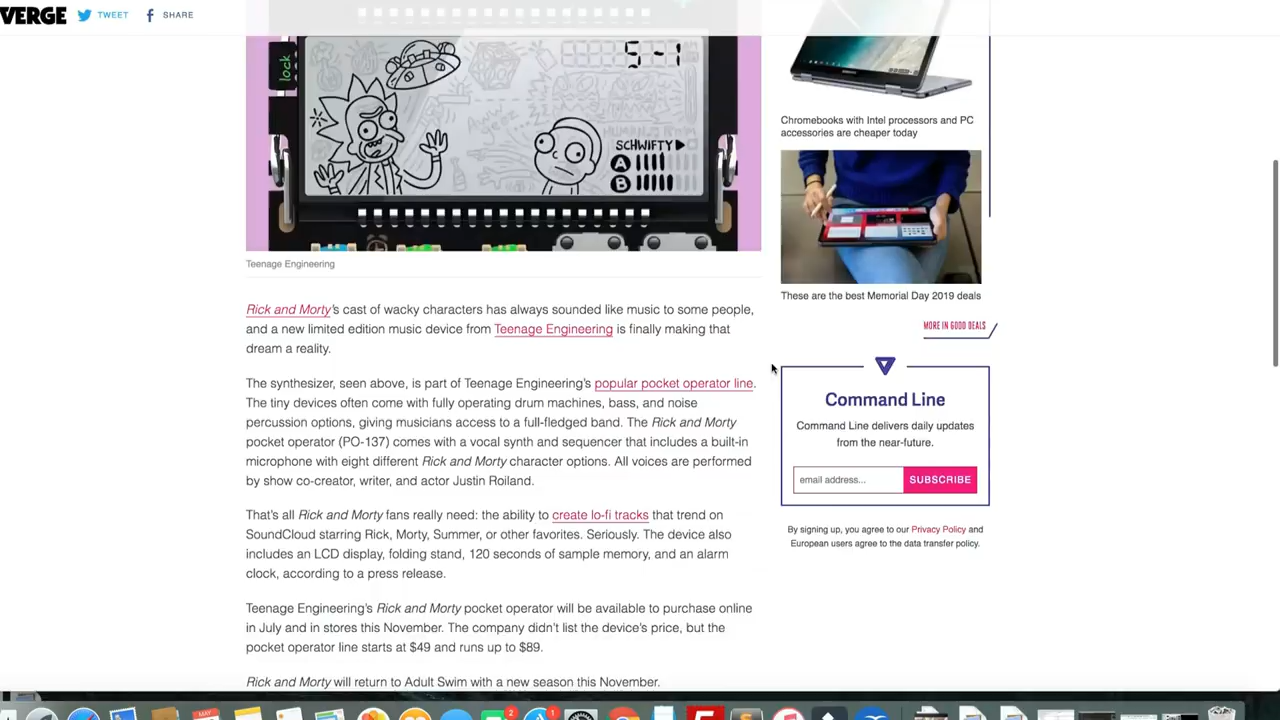 VERGE TWEET SHARE
lock
5-1
SCHWIFTY
A
B
Teenage Engineering
Rick and Morty's cast of wacky characters has always sounded like music to some people,
and a new limited edition music device from Teenage Engineering is finally making that
dream a reality.
The synthesizer, seen above, is part of Teenage Engineering's popular pocket operator line.
The tiny devices often come with fully operating drum machines, bass, and noise
percussion options, giving musicians access to a full-fledged band. The Rick and Morty
pocket operator (PO-137) comes with a vocal synth and sequencer that includes a built-in
microphone with eight different Rick and Morty character options. All voices are performed
by show co-creator, writer, and actor Justin Roiland.
That's all Rick and Morty fans really need: the ability to create lo-fi tracks that trend on
SoundCloud starring Rick, Morty, Summer, or other favorites. Seriously. The device also
includes an LCD display, folding stand, 120 seconds of sample memory, and an alarm
clock, according to a press release.
Teenage Engineering's Rick and Morty pocket operator will be available to purchase online
in July and in stores this November. The company didn't list the device's price, but the
pocket operator line starts at $49 and runs up to $89.
Rick and Morty will return to Adult Swim with a new season this November.
Chromebooks with Intel processors and PC
accessories are cheaper today
These are the best Memorial Day 2019 deals
MORE IN GOOD DEALS
Command Line
Command Line delivers daily updates
from the near-future.
email address... SUBSCRIBE
By signing up, you agree to our Privacy Policy and
European users agree to the data transfer policy.
MAY
2
1